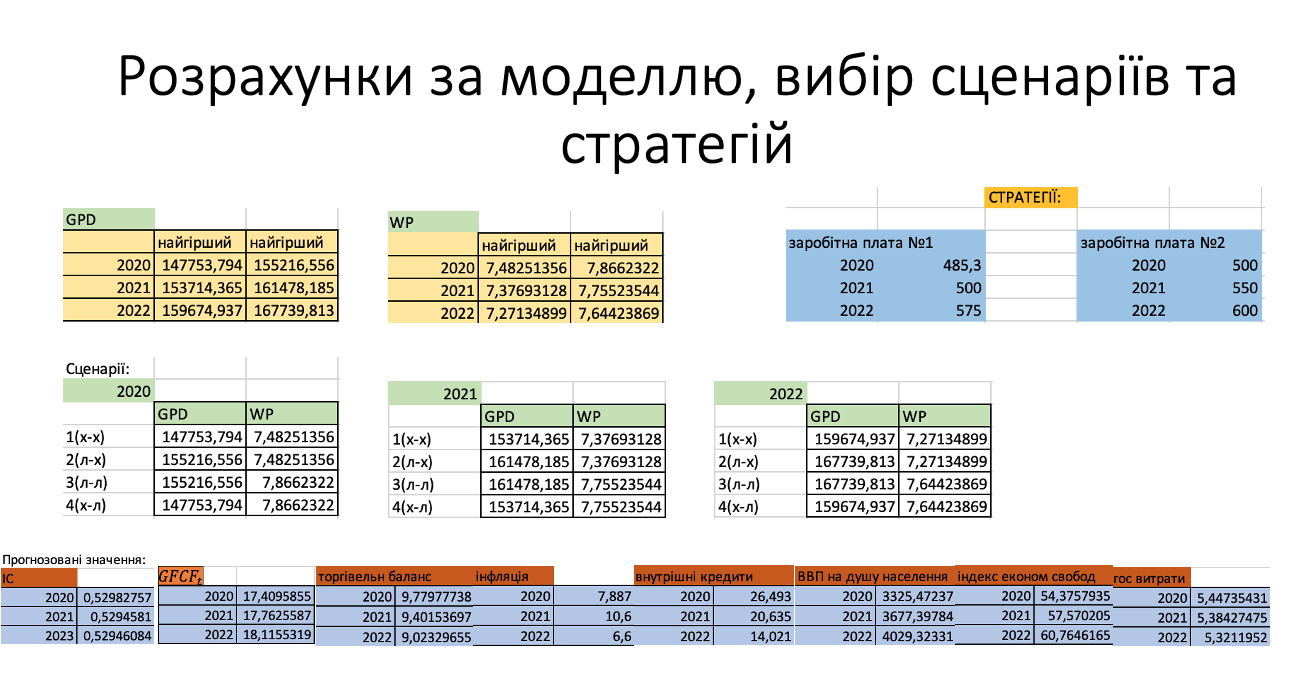 Розрахунки за моделлю, вибір сценаріїв та
стратегій
GPD
найгірший найгірший
2020 147753,794 155216,556
2021 153714,365 161478,185
2022 159674,937 167739,813
WP
найгірший найгірший
2020 7,48251356 7,8662322
2021 7,37693128 7,75523544
2022 7,27134899 7,64423869
СТРАТЕГІЇ:
заробітна плата №1 заробітна плата №2
2020 485,3 2020 500
2021 500 2021 550
2022 575 2022 600
Сценарії:
2020
GPD WP
1(х-х) 147753,794 7,48251356
2(л-х) 155216,556 7,48251356
3(л-л) 155216,556 7,8662322
4(х-л) 147753,794 7,8662322
2021
GPD WP
1(х-х) 153714,365 7,37693128
2(л-х) 161478,185 7,37693128
3(л-л) 161478,185 7,75523544
4(х-л) 153714,365 7,75523544
2022
GPD WP
1(х-х) 159674,937 7,27134899
2(л-х) 167739,813 7,27134899
3(л-л) 167739,813 7,64423869
4(х-л) 159674,937 7,64423869
Прогнозовані значення:
ІС
2020 0,52982757
2021 0,5294581
2023 0,52946084
GFCFt
2020 17,4095855
2021 17,7625587
2022 18,1155319
торгівельн баланс
2020 9,77977738
2021 9,40153697
2022 9,02329655
інфляція
2020 7,887
2021 10,6
2022 6,6
внутрішні кредити
2020 26,493
2021 20,635
2022 14,021
ВВП на душу населення
2020 3325,47237
2021 3677,39784
2022 4029,32331
індекс економ свобод
2020 54,3757935
2021 57,570205
2022 60,7646165
гос витрати
2020 5,44735431
2021 5,38427475
2022 5,3211952